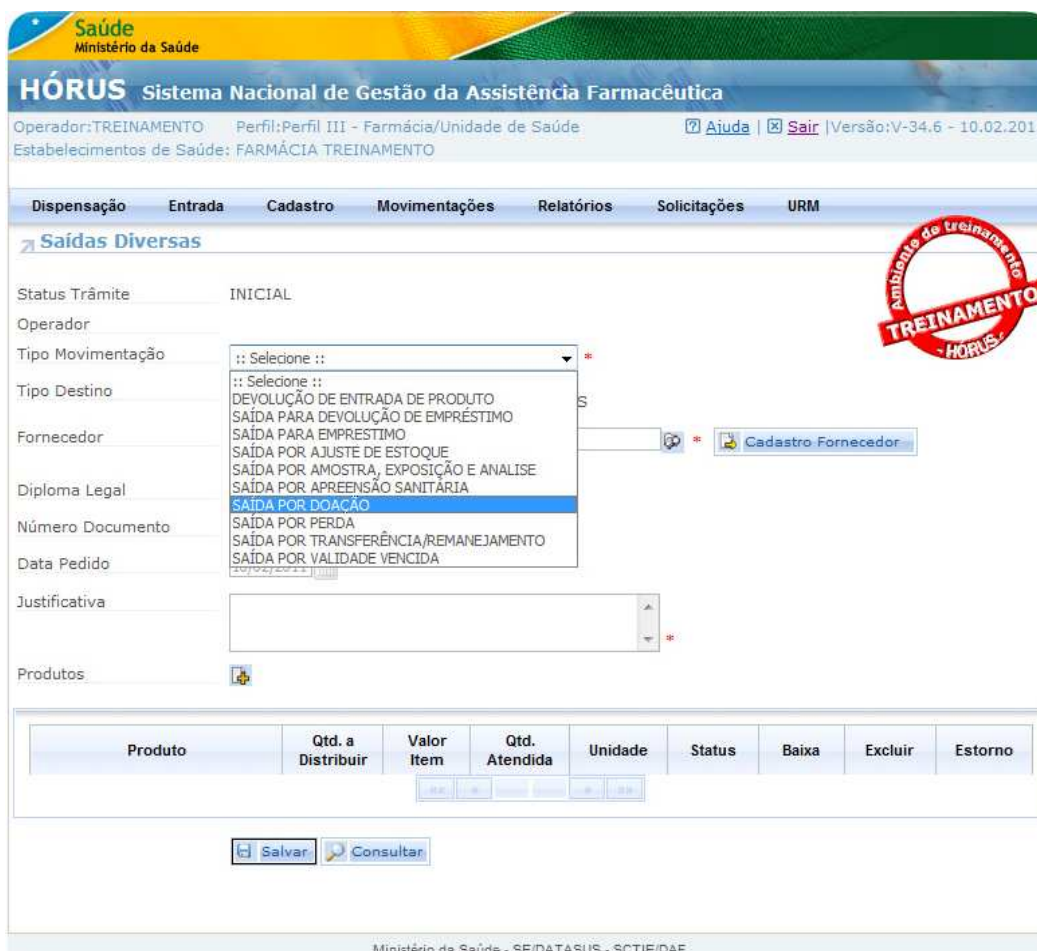 Saúde
Ministério da Saúde
HÓRUS Sistema Nacional de Gestão da Assistência Farmacêutica
Operador:TREINAMENTO Perfil:Perfil III - Farmácia/Unidade de Saúde Ajuda | Sair |Versão:V-34.6 - 10.02.201
Estabelecimentos de Saúde: FARMÁCIA TREINAMENTO
Dispensação Entrada Cadastro Movimentações Relatórios Solicitações URM
Saídas Diversas
Ambiente de treinamento
TREINAMENTO
- HÓRUS -
Status Trâmite INICIAL
Operador
Tipo Movimentação :: Selecione :: *
:: Selecione ::
DEVOLUÇÃO DE ENTRADA DE PRODUTO
SAÍDA PARA DEVOLUÇÃO DE EMPRÉSTIMO
SAÍDA PARA EMPRESTIMO
SAÍDA POR AJUSTE DE ESTOQUE
SAÍDA POR AMOSTRA, EXPOSIÇÃO E ANALISE
SAÍDA POR APREENSÃO SANITÁRIA
SAÍDA POR DOAÇÃO
SAÍDA POR PERDA
SAÍDA POR TRANSFERÊNCIA/REMANEJAMENTO
SAÍDA POR VALIDADE VENCIDA
Tipo Destino S
Fornecedor * Cadastro Fornecedor
Diploma Legal
Número Documento
Data Pedido 10/02/2011
Justificativa *
Produtos
Produto Qtd. a Distribuir Valor Item Qtd. Atendida Unidade Status Baixa Excluir Estorno
«« « » »»
Salvar Consultar
Ministério da Saúde - SE/DATASUS - SCTIE/DAF